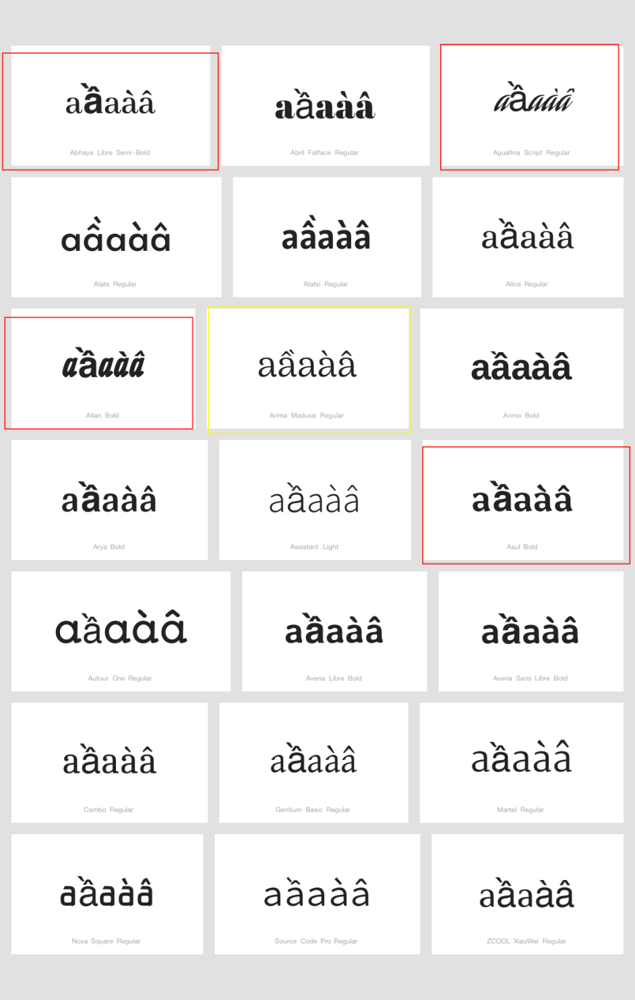 aầaàâ
aầaàâ
aầaàâ
Abhaya Libre Semi-Bold
Abril Fatface Regular
Aguafina Script Regular
aầaàâ
aầaàâ
aầaàâ
Alata Regular
Alatsi Regular
Alice Regular
aầaàâ
aầaàâ
aầaàâ
Allan Bold
Arima Madurai Regular
Arimo Bold
aầaàâ
aầaàâ
aầaàâ
Arya Bold
Assistant Light
Asul Bold
aầaàâ
aầaàâ
aầaàâ
Autour One Regular
Averia Libre Bold
Averia Sans Libre Bold
aầaàâ
aầaàâ
aầaàâ
Cambo Regular
Gentium Basic Regular
Martel Regular
aầaàâ
aầaàâ
aầaàâ
Nova Square Regular
Source Code Pro Regular
ZCOOL XiaoWei Regular